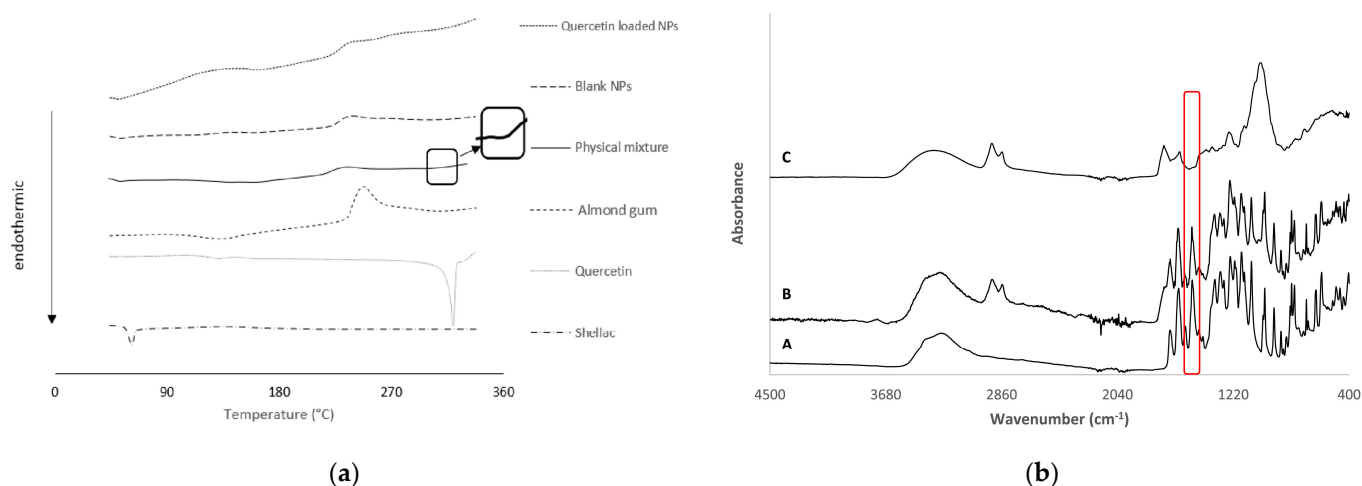 Quercetin loaded NPs
Blank NPs
Physical mixture
Almond gum
Quercetin
Shellac
endothermic
0 90 180 270 360
Temperature (°C)
(a)
C
B
A
Absorbance
4500 3680 2860 2040 1220 400
Wavenumber (cm⁻¹)
(b)